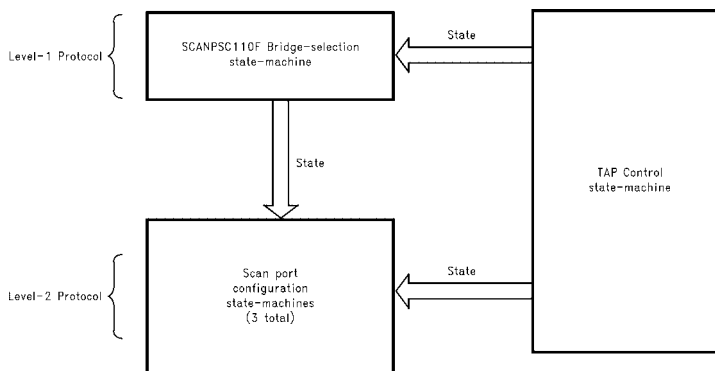 Level-1 Protocol
SCANPSC110F Bridge-selection
state-machine
State
State
TAP Control
state-machine
Level-2 Protocol
Scan port
configuration
state-machines
(3 total)
State